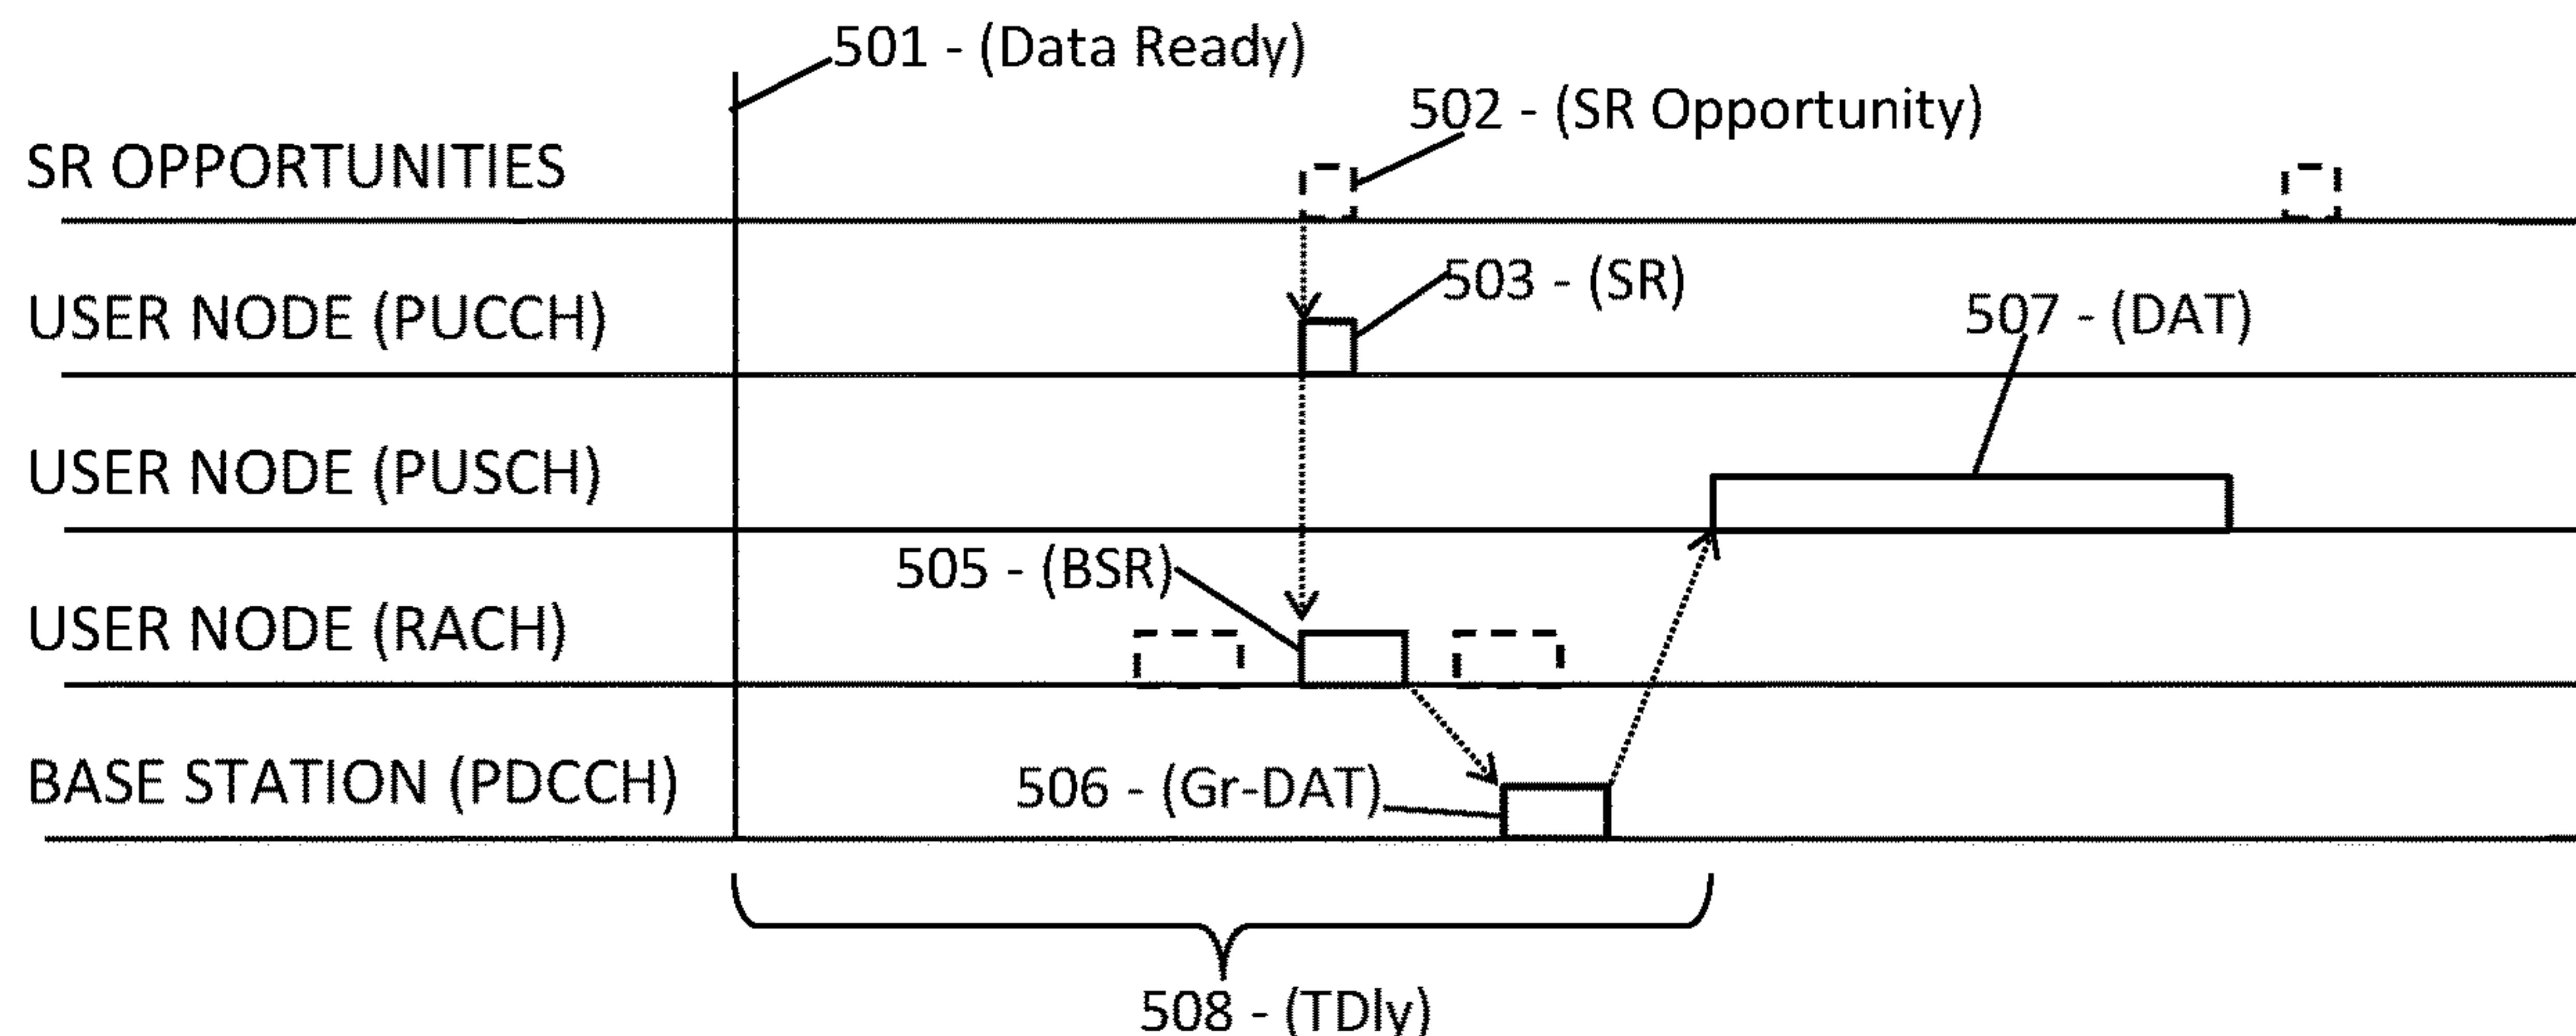 501 - (Data Ready)
502 - (SR Opportunity)
SR OPPORTUNITIES
503 - (SR)
USER NODE (PUCCH)
507 - (DAT)
USER NODE (PUSCH)
505 - (BSR)
USER NODE (RACH)
BASE STATION (PDCCH)
506 - (Gr-DAT)
508 - (TDly)